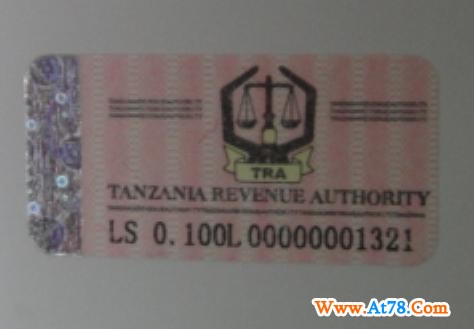 TRA
TANZANIA REVENUE AUTHORITY
LS 0.100L 00000001321
Www.At78.Com